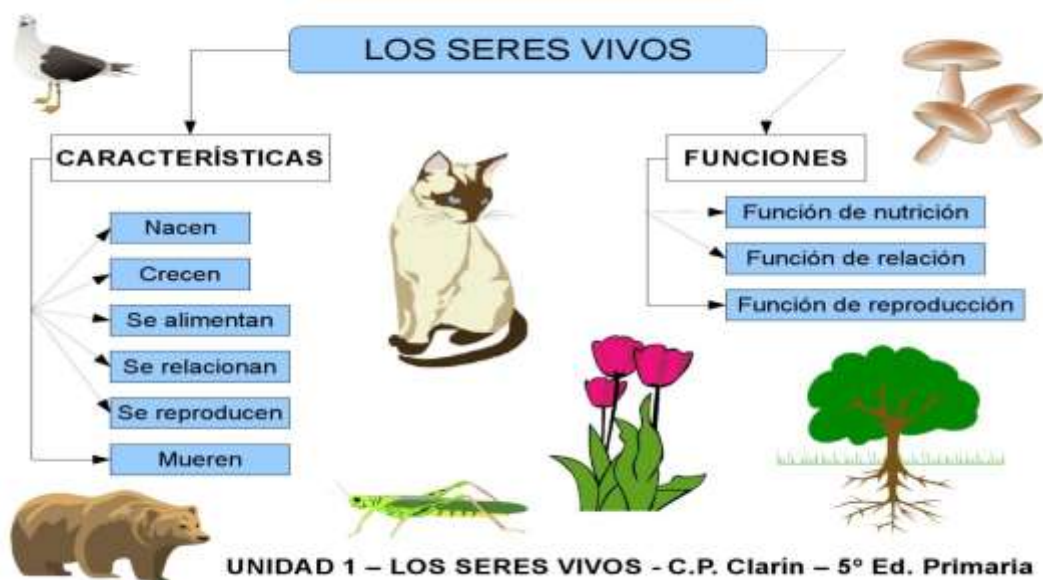 LOS SERES VIVOS
CARACTERÍSTICAS
Nacen
Crecen
Se alimentan
Se relacionan
Se reproducen
Mueren
FUNCIONES
Función de nutrición
Función de relación
Función de reproducción
UNIDAD 1 – LOS SERES VIVOS - C.P. Clarín – 5º Ed. Primaria